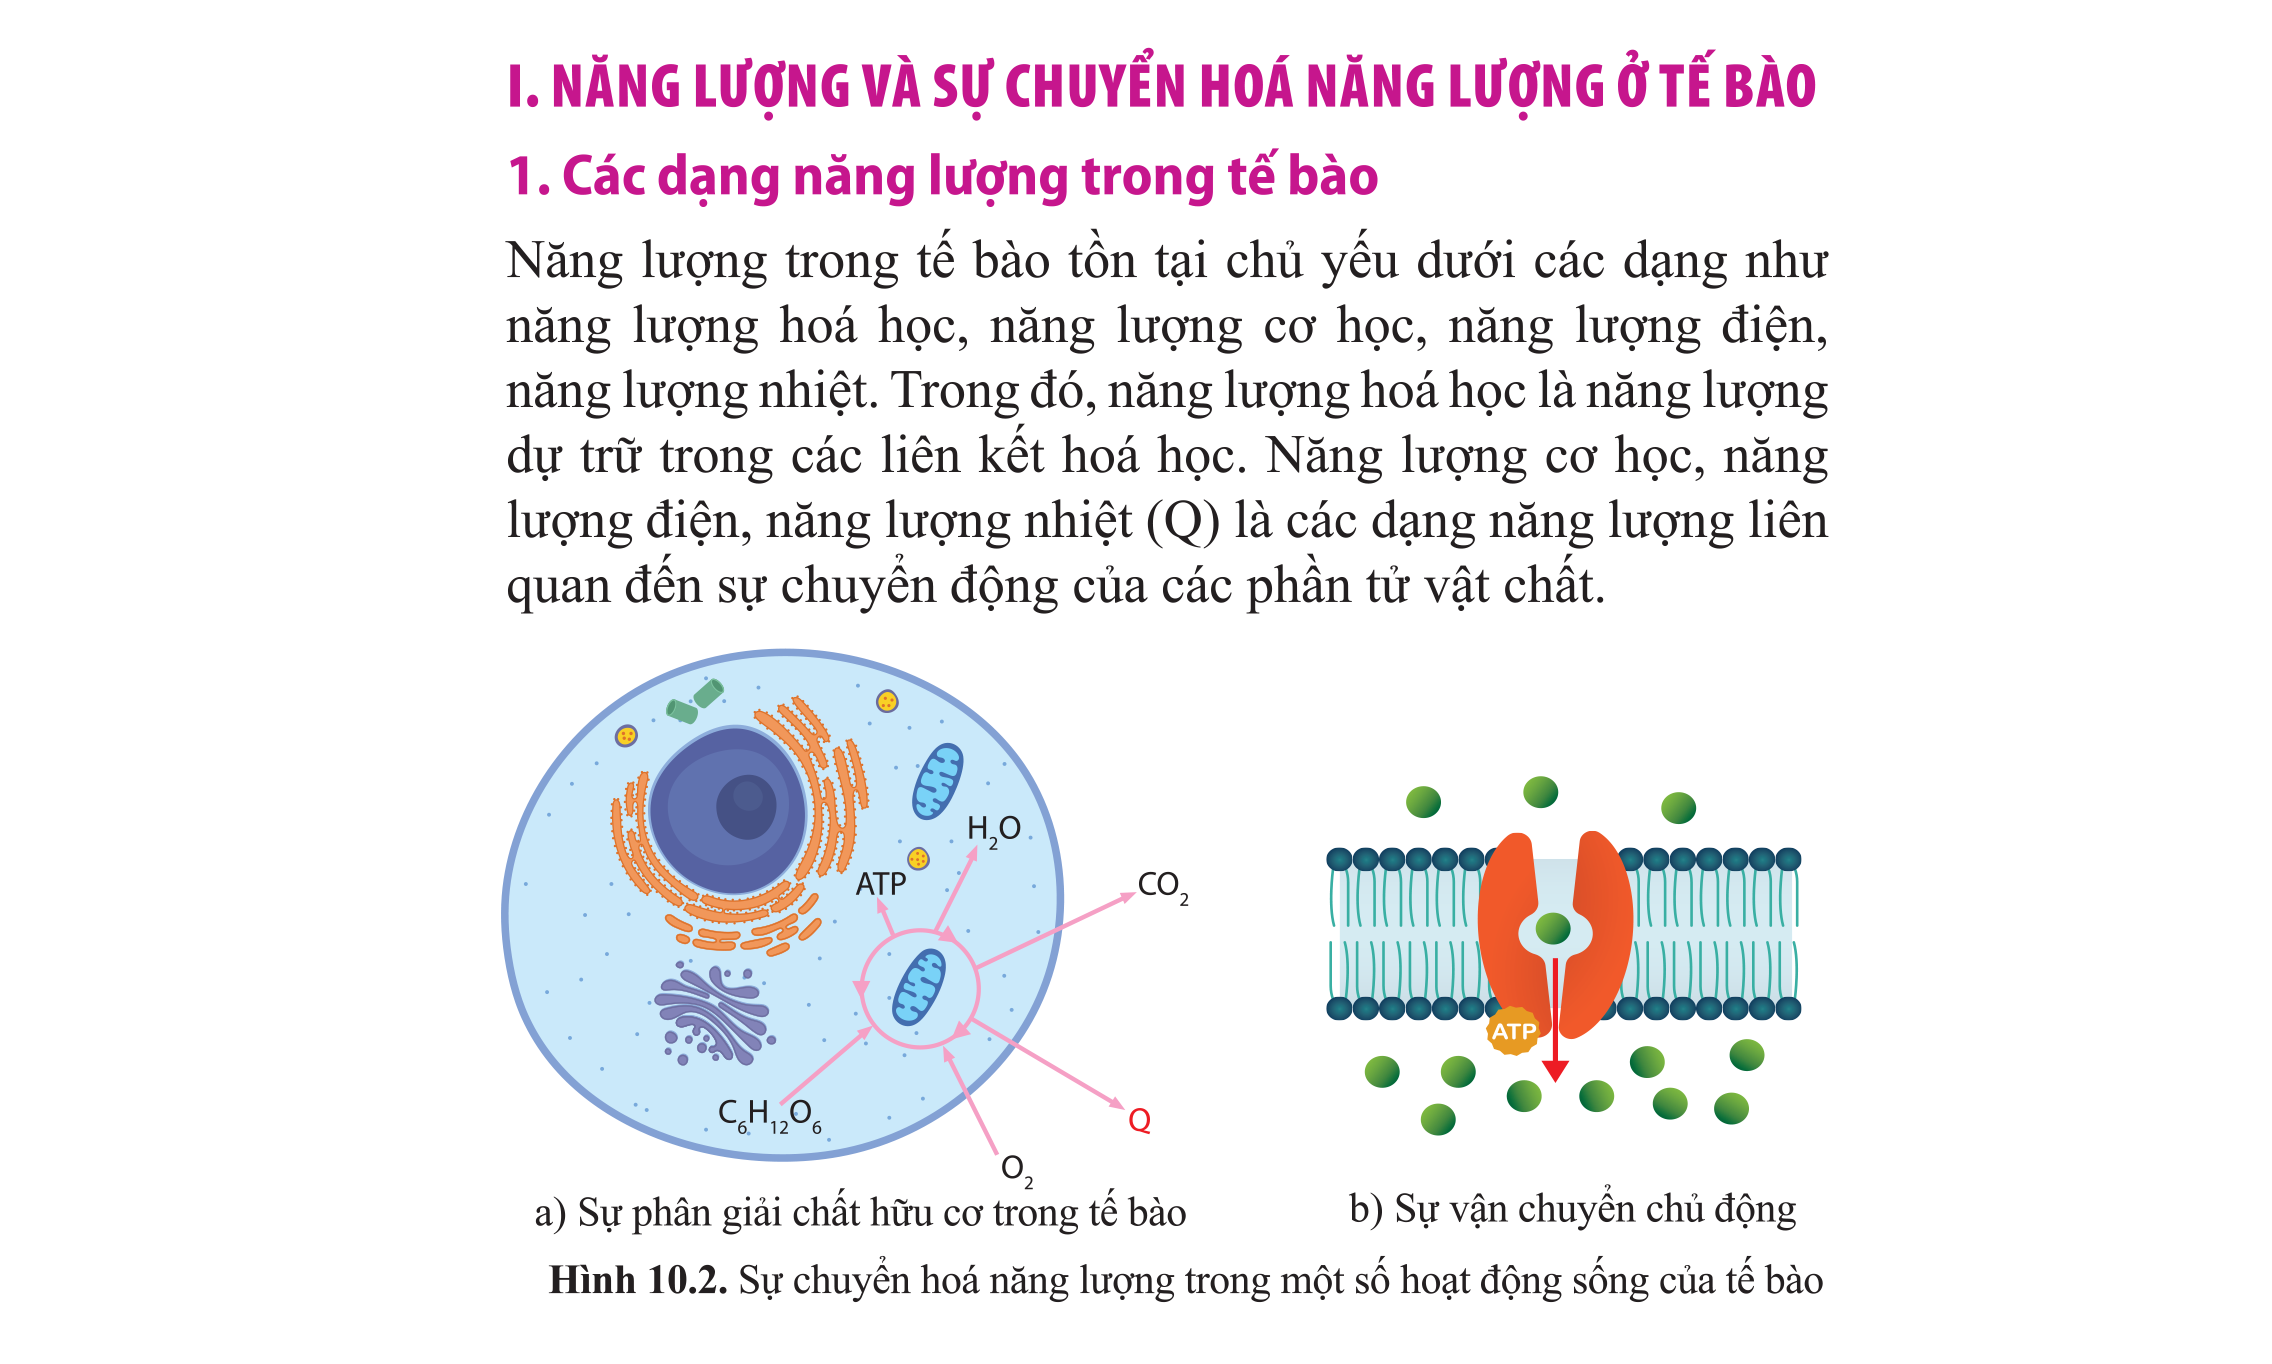 I. NĂNG LƯỢNG VÀ SỰ CHUYỂN HOÁ NĂNG LƯỢNG Ở TẾ BÀO
1. Các dạng năng lượng trong tế bào
Năng lượng trong tế bào tồn tại chủ yếu dưới các dạng như
năng lượng hoá học, năng lượng cơ học, năng lượng điện,
năng lượng nhiệt. Trong đó, năng lượng hoá học là năng lượng
dự trữ trong các liên kết hoá học. Năng lượng cơ học, năng
lượng điện, năng lượng nhiệt (Q) là các dạng năng lượng liên
quan đến sự chuyển động của các phần tử vật chất.
H₂O
ATP
CO₂
C₆H₁₂O₆
Q
O₂
ATP
a) Sự phân giải chất hữu cơ trong tế bào
b) Sự vận chuyển chủ động
Hình 10.2. Sự chuyển hoá năng lượng trong một số hoạt động sống của tế bào